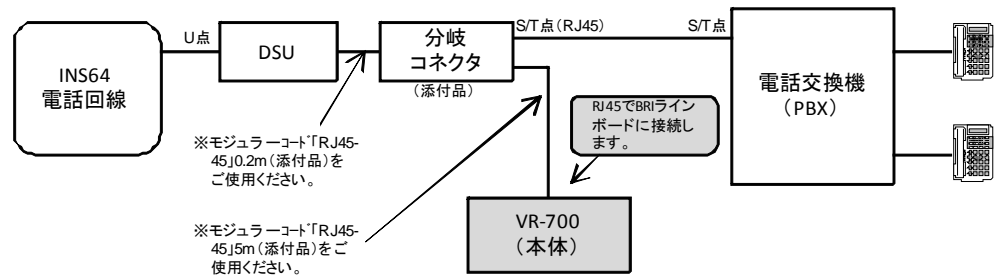 INS64
電話回線
U点
DSU
分岐
コネクタ
(添付品)
S/T点(RJ45)
S/T点
電話交換機
(PBX)
※モジュラーコード「RJ45-
45」0.2m(添付品)を
ご使用ください。
RJ45でBRIライン
ボードに接続し
ます。
※モジュラーコード「RJ45-
45」5m(添付品)をご
使用ください。
VR-700
(本体)